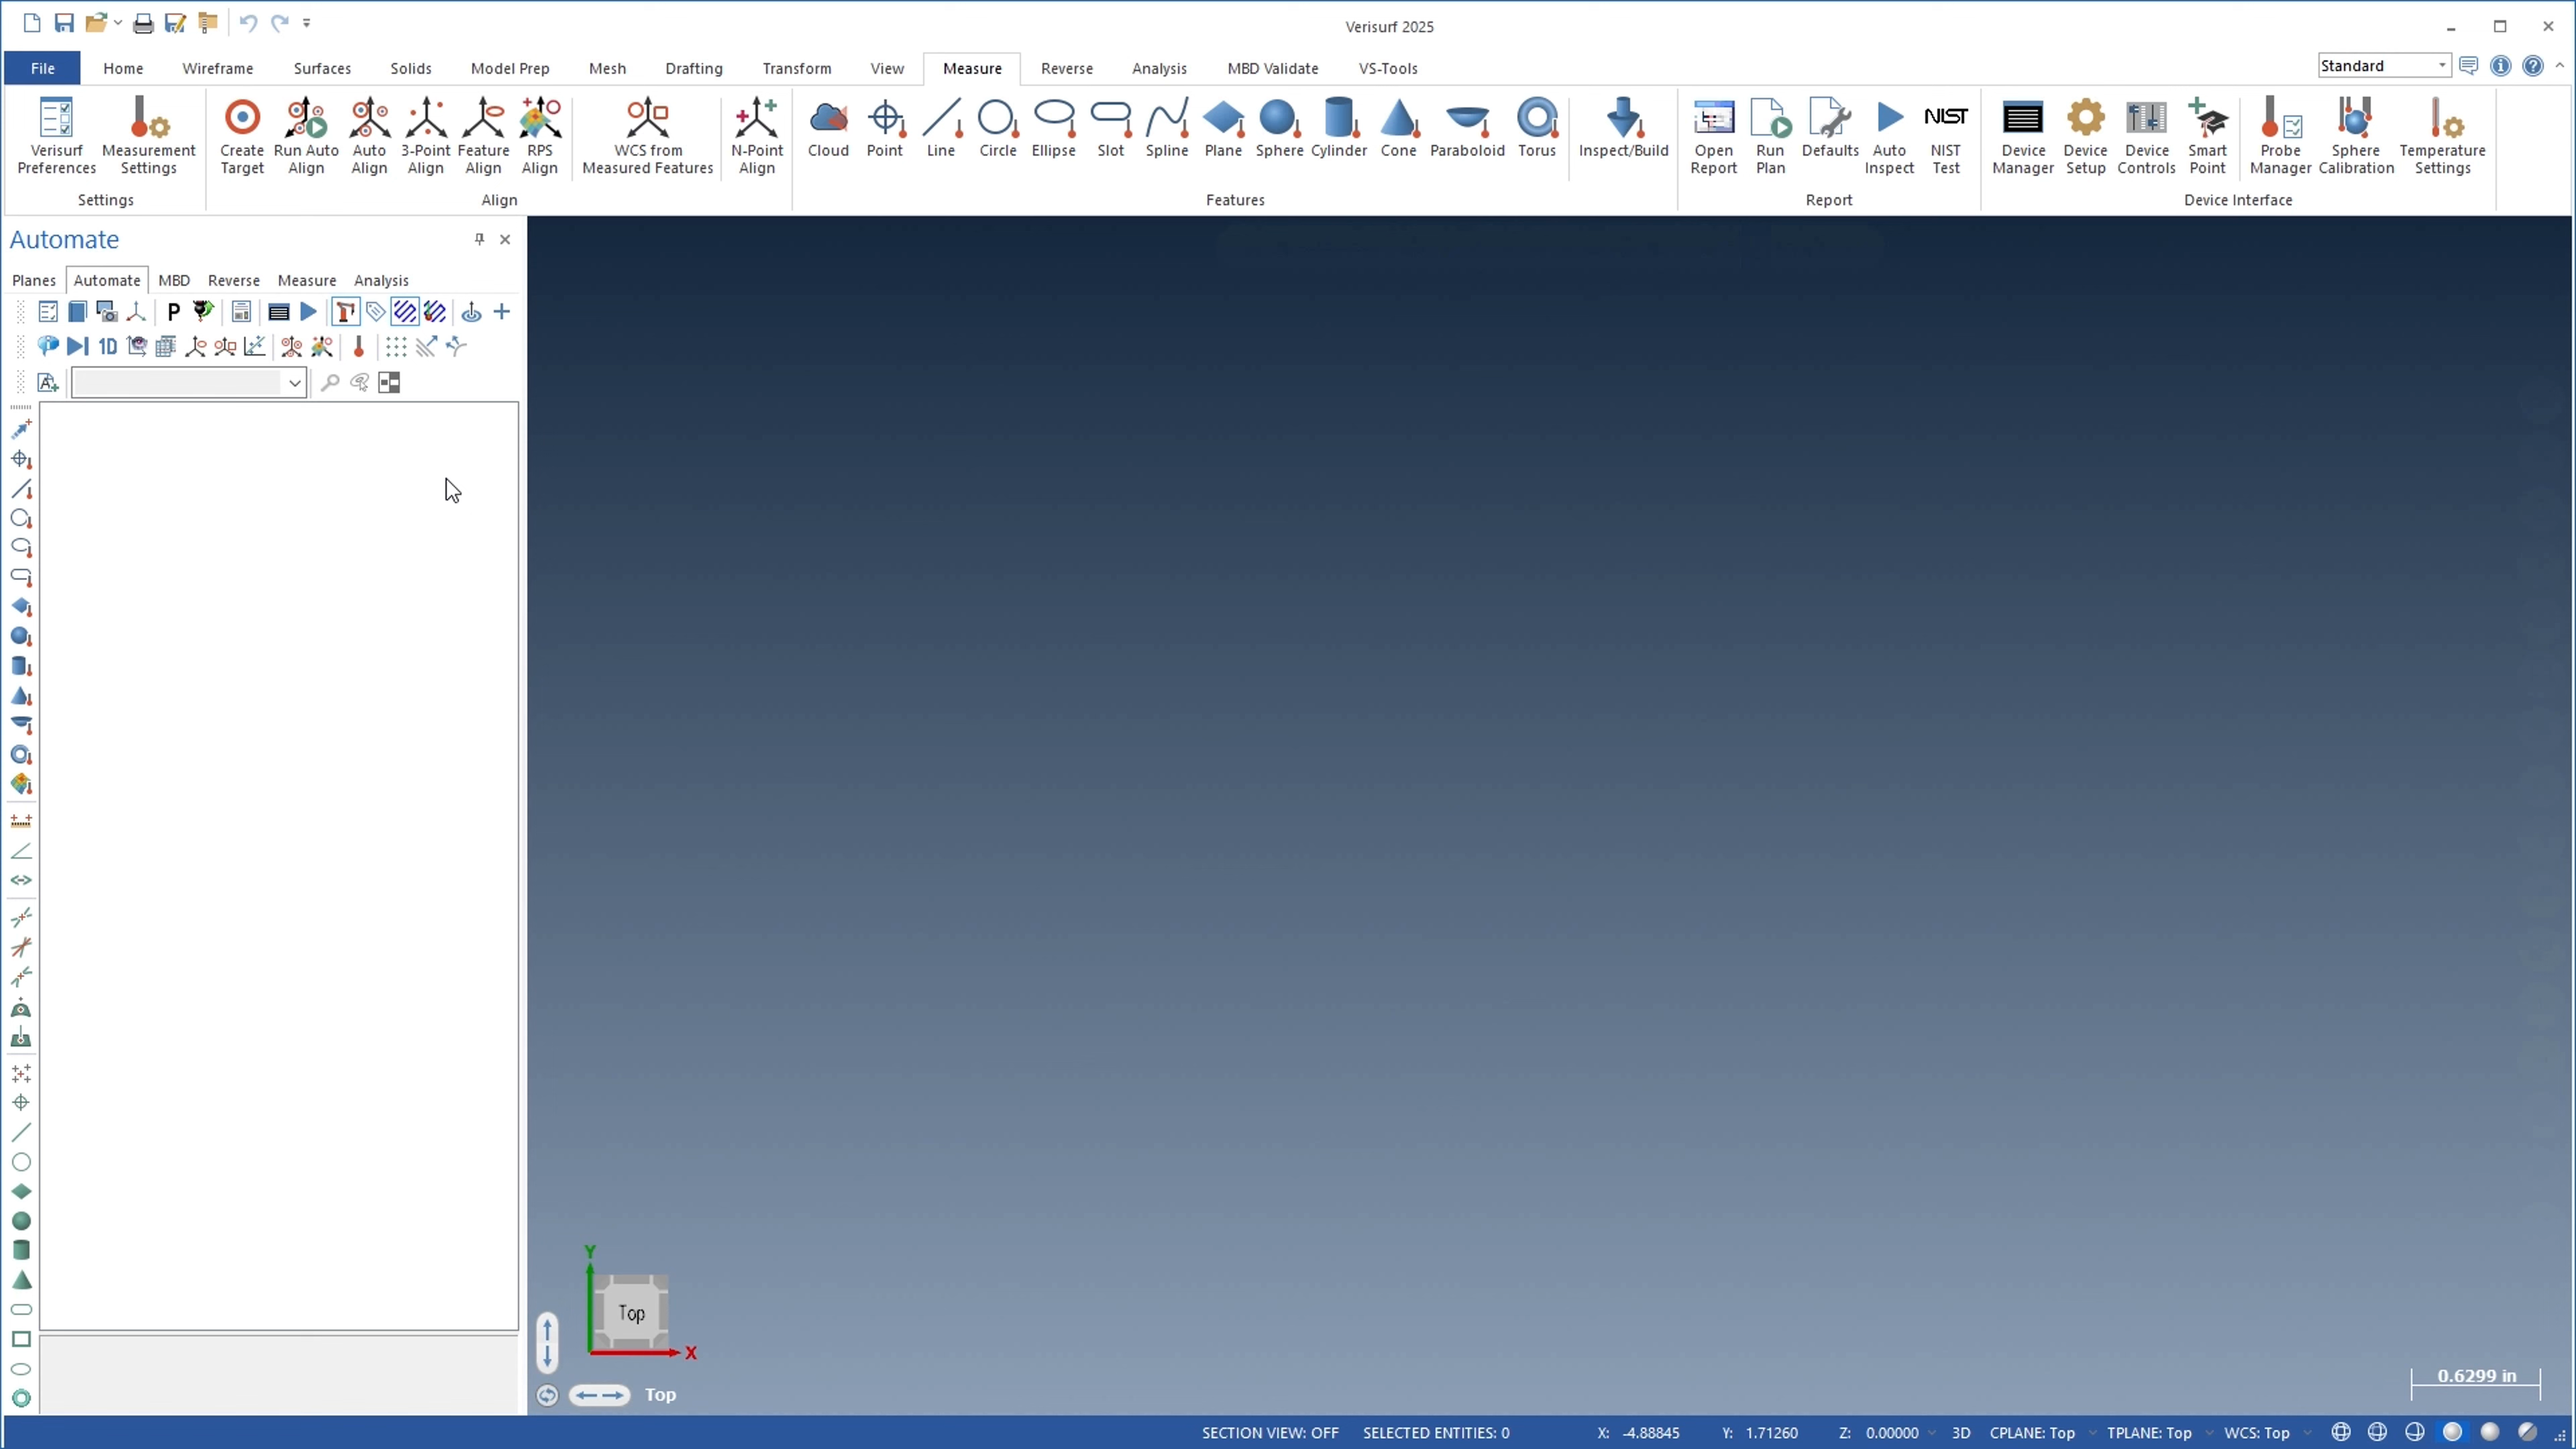 Verisurf 2025
File Home Wireframe Surfaces Solids Model Prep Mesh Drafting Transform View Measure Reverse Analysis MBD Validate VS-Tools Standard
Verisurf Preferences
Measurement Settings
Settings
Create Target
Run Auto Align
Auto Align
3-Point Align
Feature Align
RPS Align
WCS from Measured Features
N-Point Align
Align
Cloud Point Line Circle Ellipse Slot Spline Plane Sphere Cylinder Cone Paraboloid Torus Inspect/Build
Features
Open Report
Run Plan
Defaults
Auto Inspect
NIST
NIST Test
Report
Device Manager
Device Setup
Device Controls
Smart Point
Probe Manager
Sphere Calibration
Temperature Settings
Device Interface
Automate
Planes Automate MBD Reverse Measure Analysis
P
1D
A
Y
Top
X
Top
0.6299 in
SECTION VIEW: OFF SELECTED ENTITIES: 0 X: -4.88845 Y: 1.71260 Z: 0.00000 3D CPLANE: Top TPLANE: Top WCS: Top